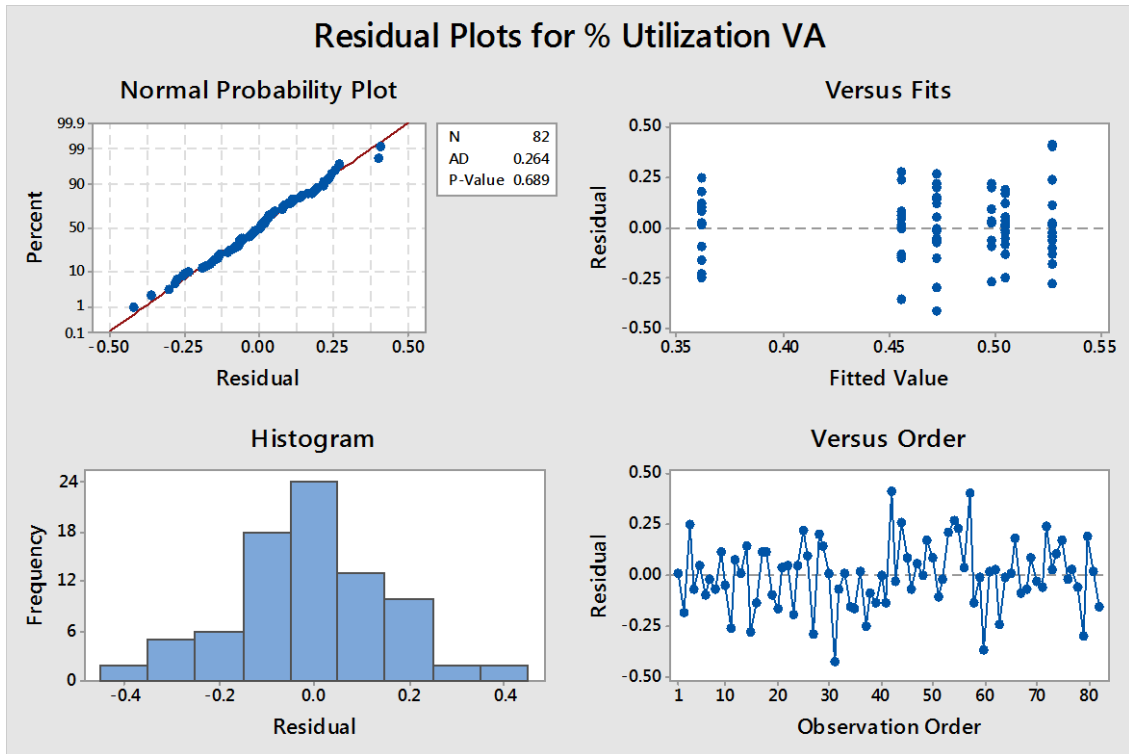 Residual Plots for % Utilization VA
Normal Probability Plot
99.9
99
90
50
10
1
0.1
Percent
-0.50 -0.25 0.00 0.25 0.50
Residual
N 82
AD 0.264
P-Value 0.689
Versus Fits
0.50
0.25
0.00
-0.25
-0.50
Residual
0.35 0.40 0.45 0.50 0.55
Fitted Value
Histogram
24
18
12
6
0
Frequency
-0.4 -0.2 0.0 0.2 0.4
Residual
Versus Order
0.50
0.25
0.00
-0.25
-0.50
Residual
1 10 20 30 40 50 60 70 80
Observation Order